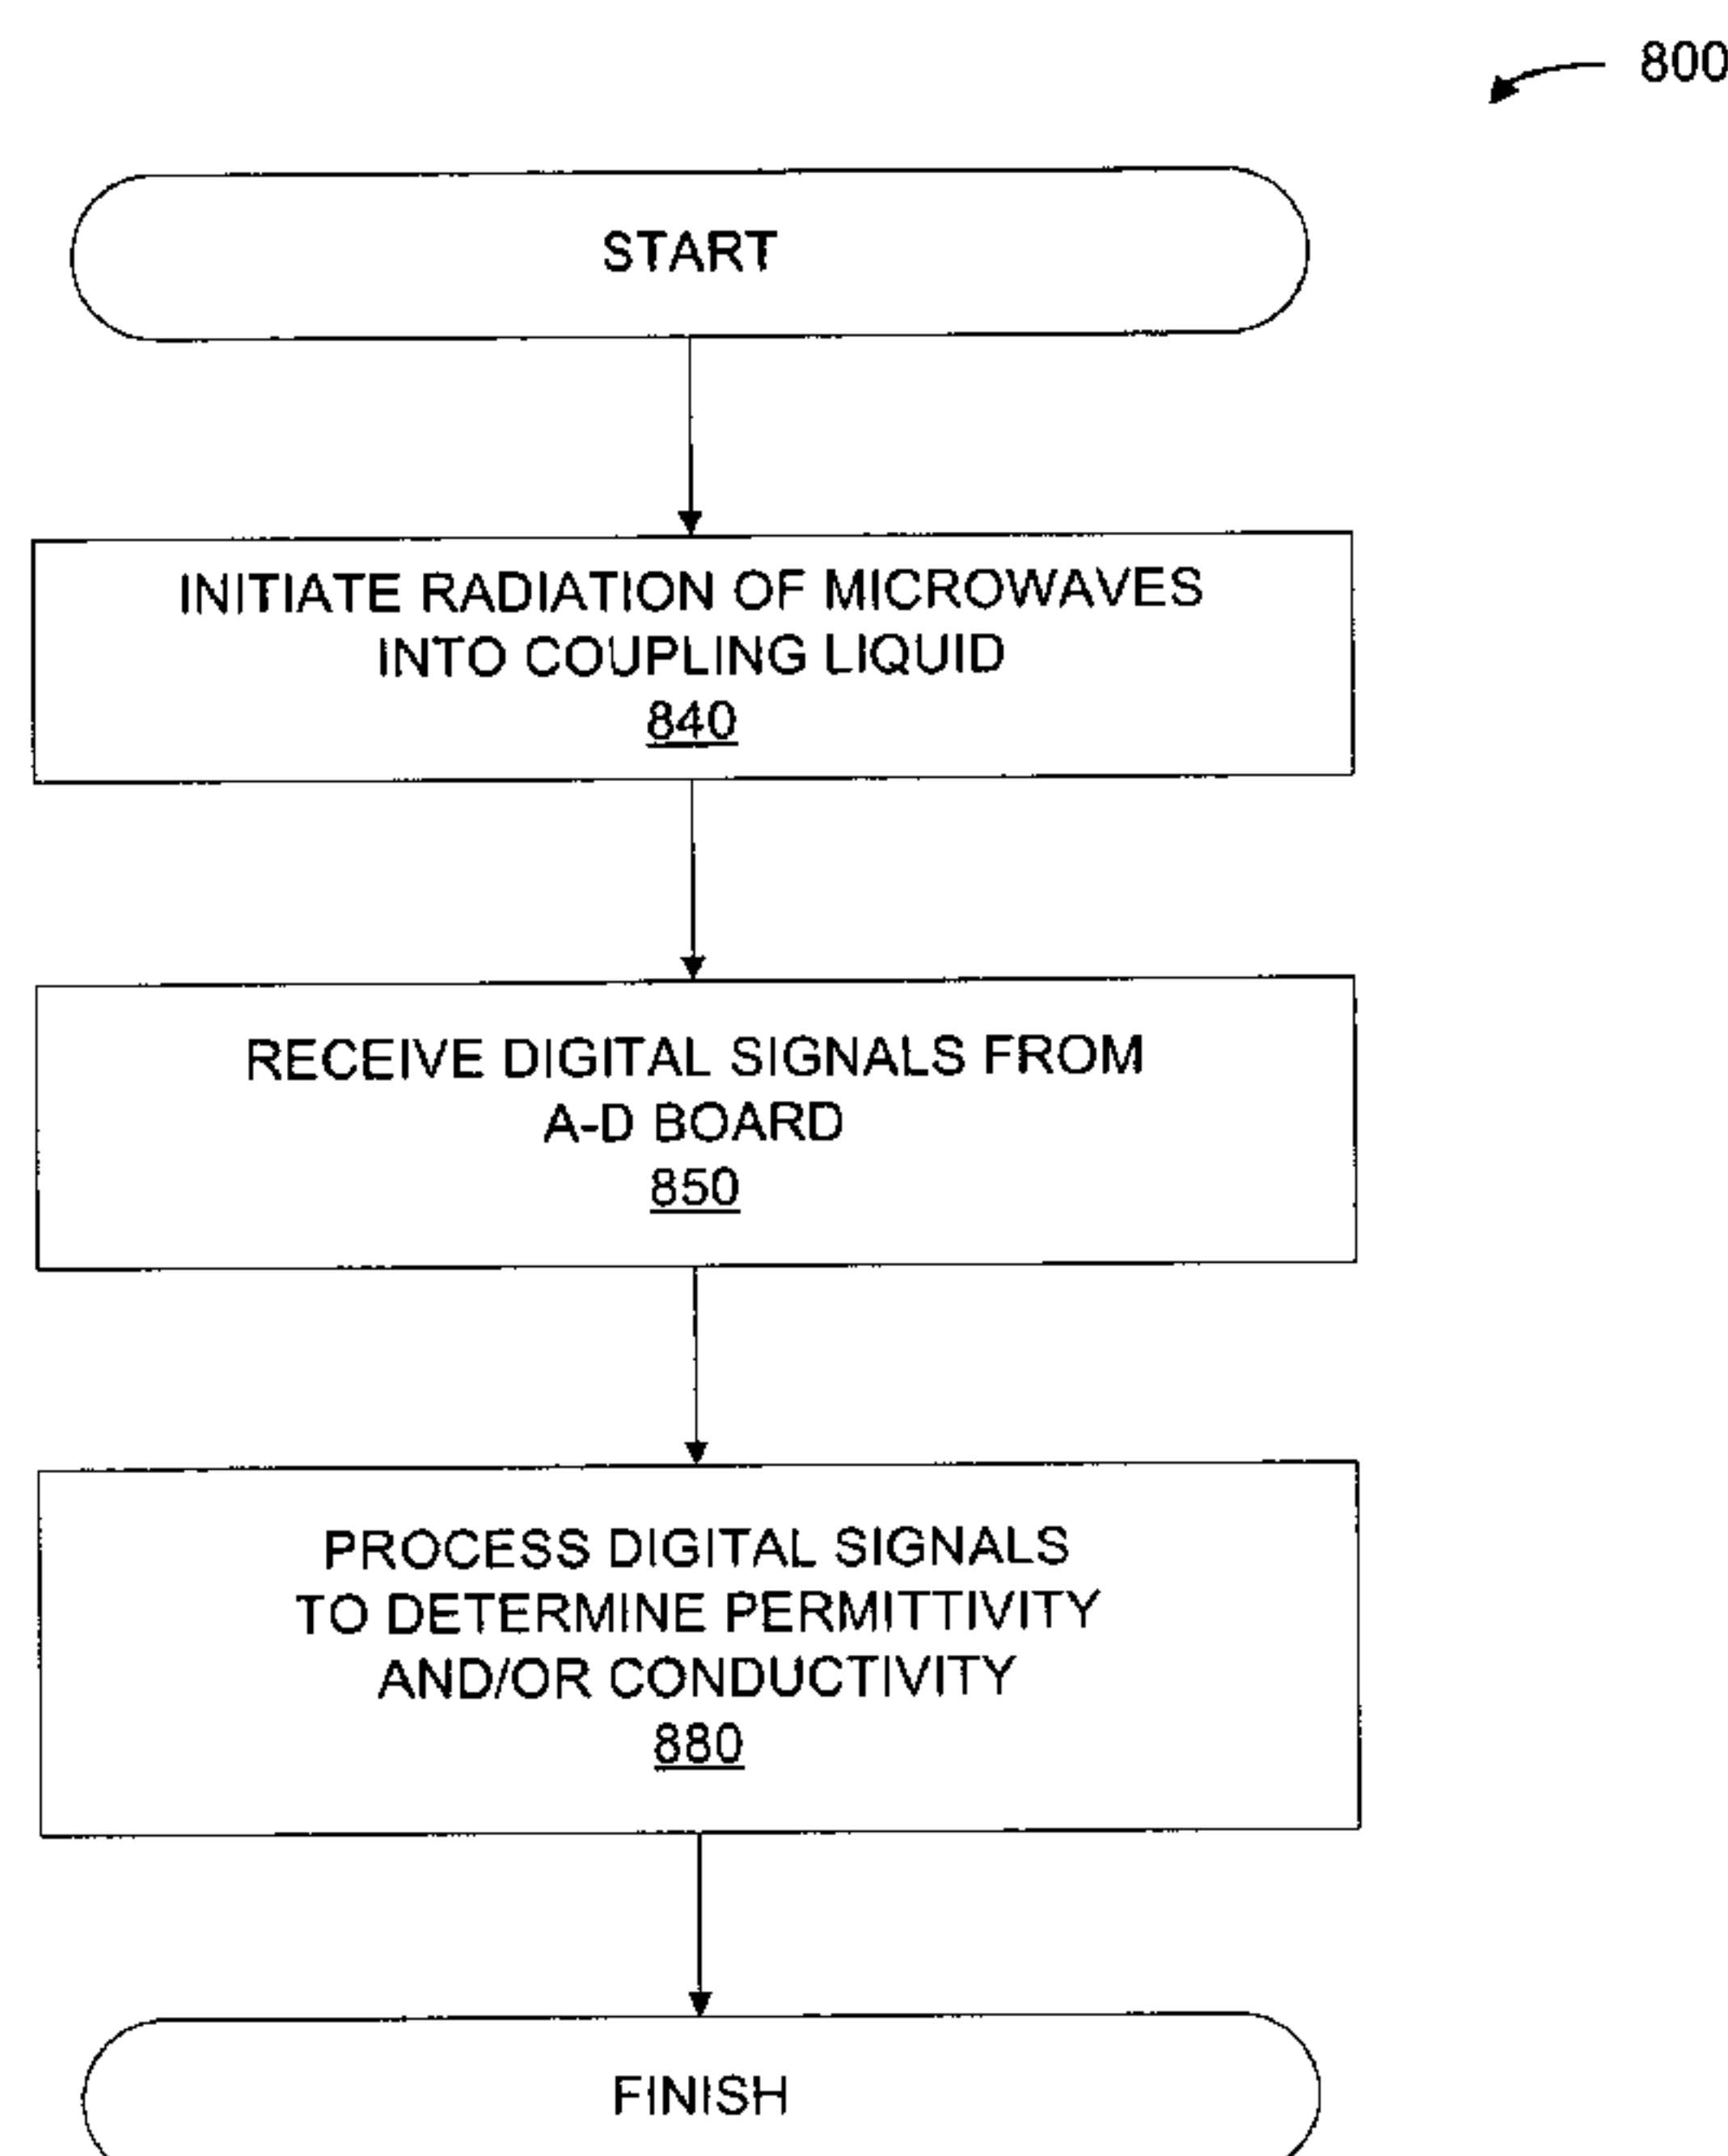 800
START
INITIATE RADIATION OF MICROWAVES
INTO COUPLING LIQUID
840
RECEIVE DIGITAL SIGNALS FROM
A-D BOARD
850
PROCESS DIGITAL SIGNALS
TO DETERMINE PERMITTIVITY
AND/OR CONDUCTIVITY
880
FINISH